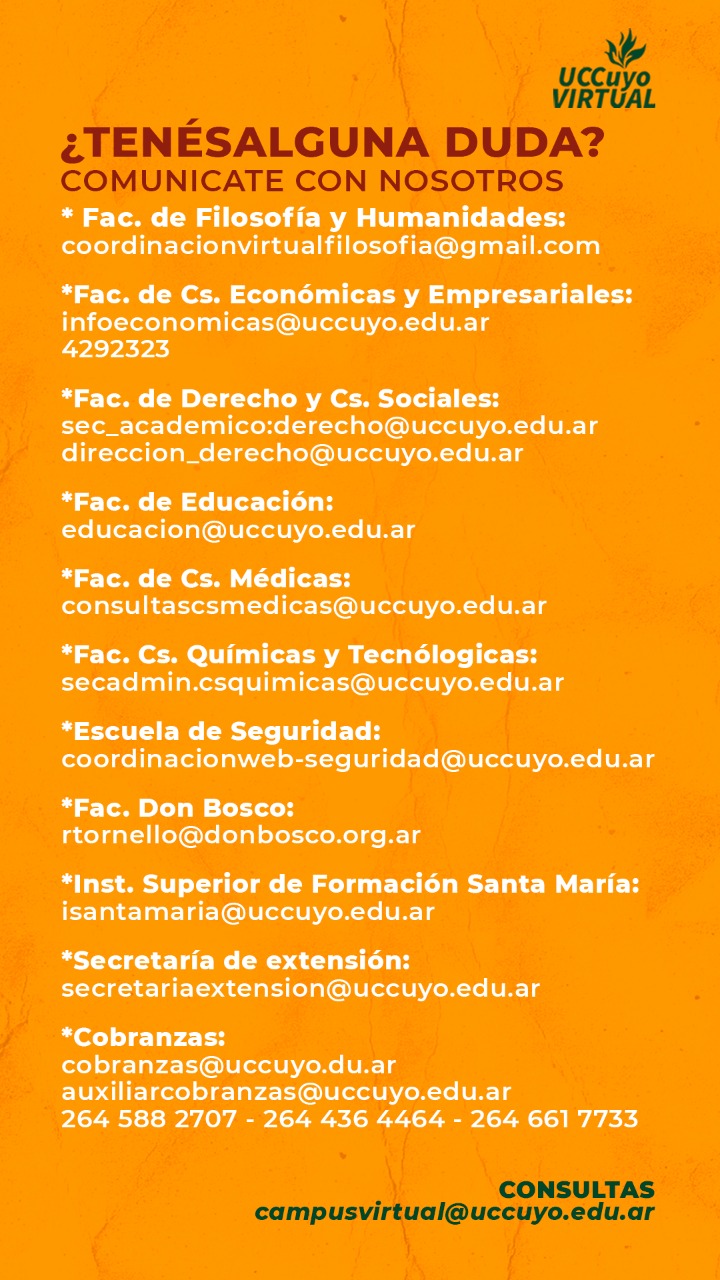 UCCuyo
VIRTUAL
¿TENÉSALGUNA DUDA?
COMUNICATE CON NOSOTROS
* Fac. de Filosofía y Humanidades:
coordinacionvirtualfilosofia@gmail.com
*Fac. de Cs. Económicas y Empresariales:
infoeconomicas@uccuyo.edu.ar
4292323
*Fac. de Derecho y Cs. Sociales:
sec_academico:derecho@uccuyo.edu.ar
direccion_derecho@uccuyo.edu.ar
*Fac. de Educación:
educacion@uccuyo.edu.ar
*Fac. de Cs. Médicas:
consultascsmedicas@uccuyo.edu.ar
*Fac. Cs. Químicas y Tecnólogicas:
secadmin.csquimicas@uccuyo.edu.ar
*Escuela de Seguridad:
coordinacionweb-seguridad@uccuyo.edu.ar
*Fac. Don Bosco:
rtornello@donbosco.org.ar
*Inst. Superior de Formación Santa María:
isantamaria@uccuyo.edu.ar
*Secretaría de extensión:
secretariaextension@uccuyo.edu.ar
*Cobranzas:
cobranzas@uccuyo.du.ar
auxiliarcobranzas@uccuyo.edu.ar
264 588 2707 - 264 436 4464 - 264 661 7733
CONSULTAS
campusvirtual@uccuyo.edu.ar